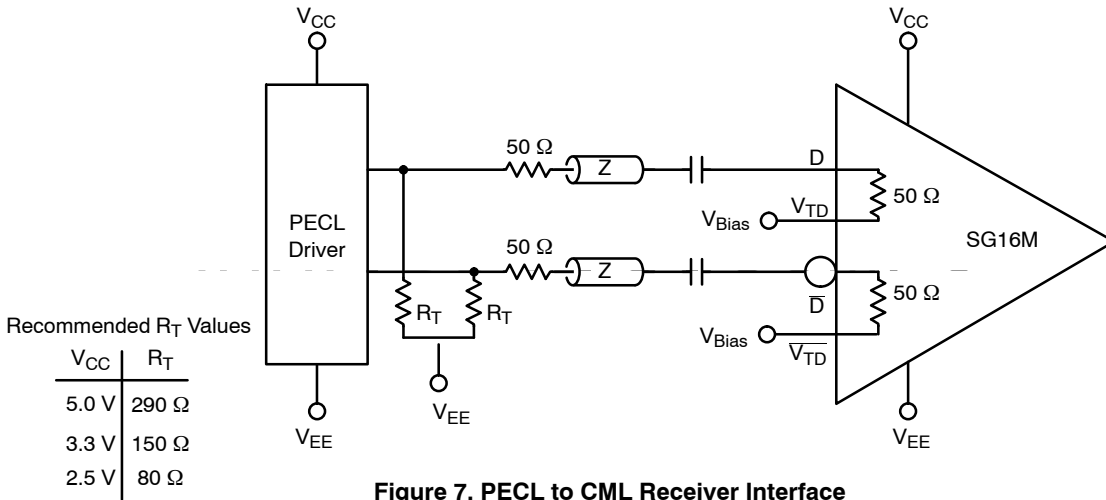 V_CC
V_CC
50 Ω
Z
D
50 Ω
V_TD
V_Bias
PECL
Driver
SG16M
50 Ω
Z
50 Ω
D̅
R_T
R_T
V_Bias
V̅_T̅D̅
V_EE
V_EE
V_EE
Recommended R_T Values
V_CC R_T
5.0 V 290 Ω
3.3 V 150 Ω
2.5 V 80 Ω
Figure 7. PECL to CML Receiver Interface